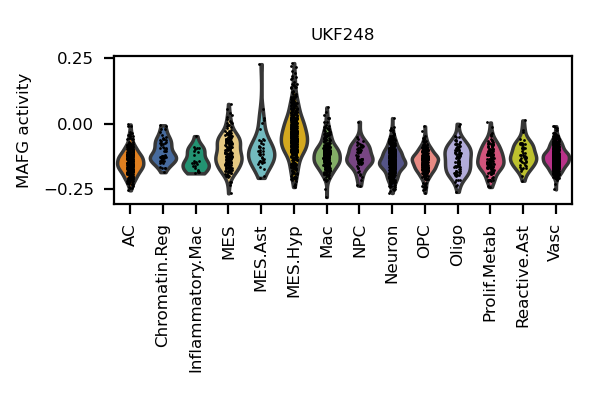 UKF248
MAFG activity
0.25
0.00
−0.25
AC
Chromatin.Reg
Inflammatory.Mac
MES
MES.Ast
MES.Hyp
Mac
NPC
Neuron
OPC
Oligo
Prolif.Metab
Reactive.Ast
Vasc